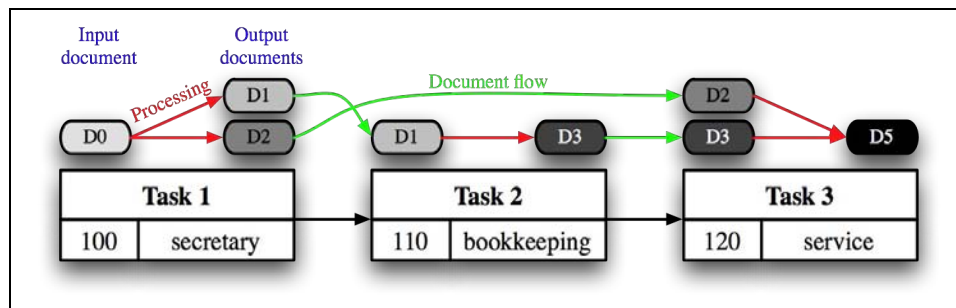 Input
document
Output
documents
Processing
Document flow
D0
D1
D2
D1
D3
D2
D3
D5
Task 1
100 secretary
Task 2
110 bookkeeping
Task 3
120 service